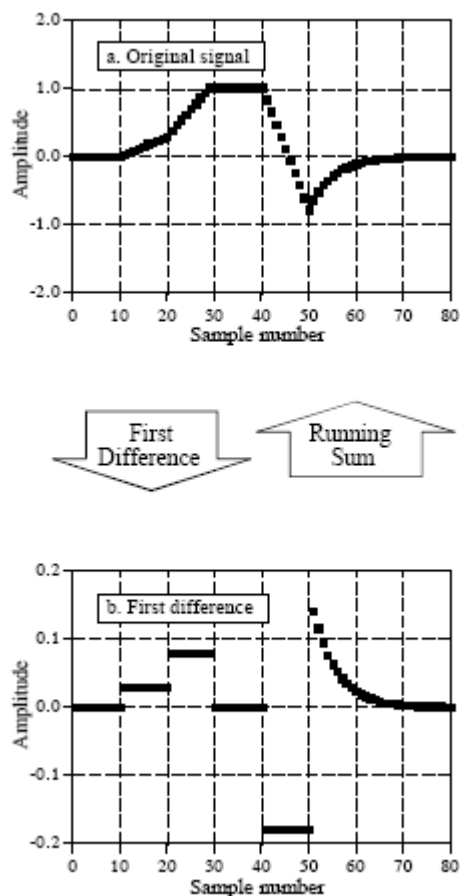 2.0
a. Original signal
1.0
0.0
-1.0
-2.0
Amplitude
0 10 20 30 40 50 60 70 80
Sample number
First
Difference
Running
Sum
0.2
b. First difference
0.1
0.0
-0.1
-0.2
Amplitude
0 10 20 30 40 50 60 70 80
Sample number